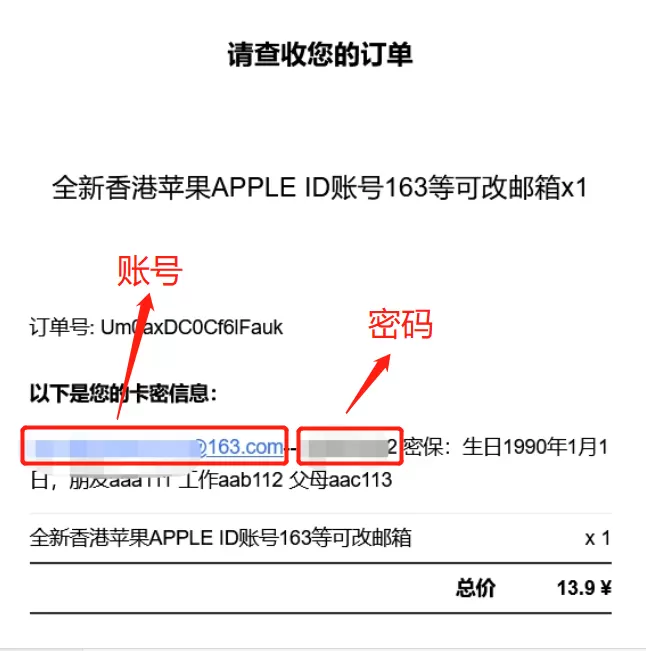 请查收您的订单
全新香港苹果APPLE ID账号163等可改邮箱x1
账号
订单号: Um0axDC0Cf6lFauk
密码
以下是您的卡密信息：
@163.com-- 2 密保：生日1990年1月1
日，朋友aaa111 工作aab112 父母aac113
全新香港苹果APPLE ID账号163等可改邮箱 x 1
总价 13.9 ¥